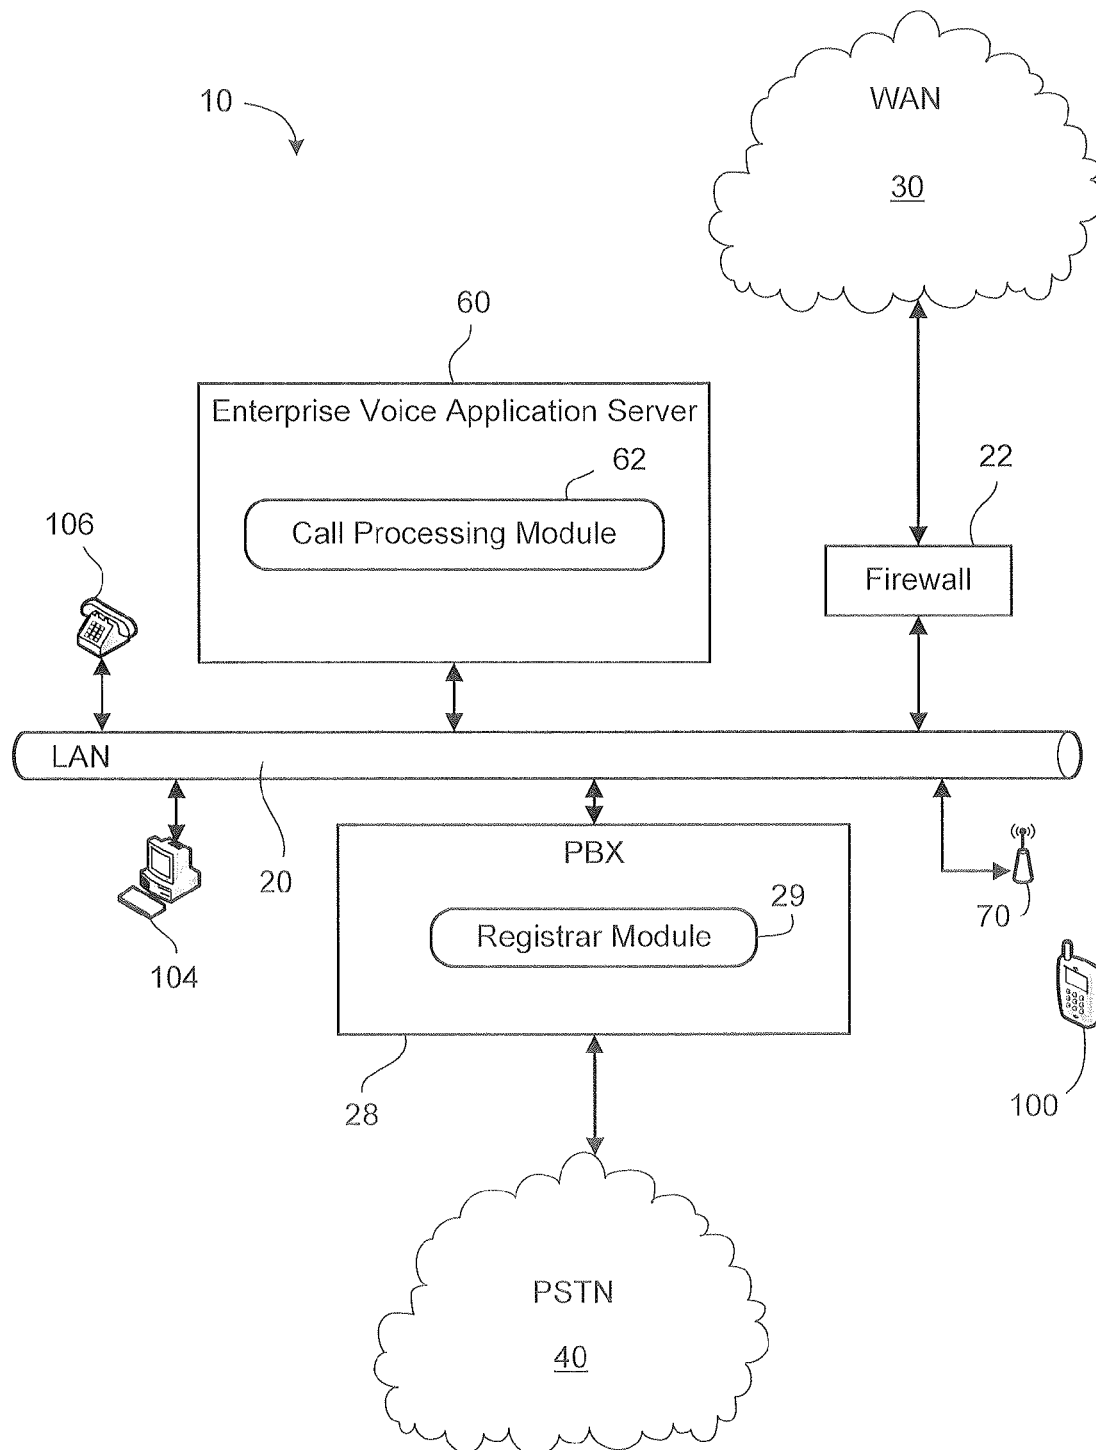 WAN
10
30
60
Enterprise Voice Application Server
62
22
Call Processing Module
106
Firewall
LAN
PBX
20
29
70
Registrar Module
104
28
100
PSTN
40